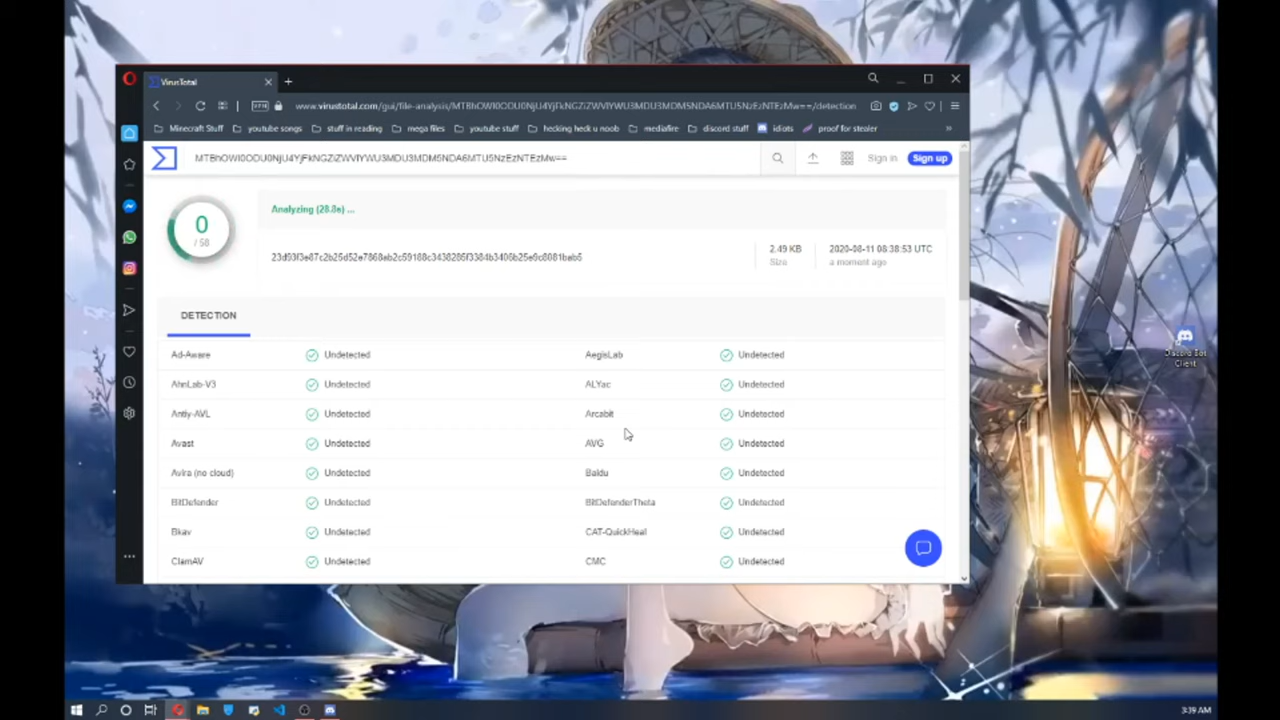 VirusTotal
VPN
www.virustotal.com/gui/file-analysis/
/detection
Minecraft Stuff
youtube songs
stuff in reading
mega files
youtube stuff
hecking heck u noob
mediafire
discord stuff
idiots
proof for stealer
Sign in
Sign up
0
/ 58
Analyzing (28.8s) ...
2.49 KB
Size
2020-08-11 08:38:53 UTC
a moment ago
DETECTION
Ad-Aware Undetected AegisLab Undetected
AhnLab-V3 Undetected ALYac Undetected
Antiy-AVL Undetected Arcabit Undetected
Avast Undetected AVG Undetected
Avira (no cloud) Undetected Baidu Undetected
BitDefender Undetected BitDefenderTheta Undetected
Bkav Undetected CAT-QuickHeal Undetected
ClamAV Undetected CMC Undetected
Client
3:39 AM